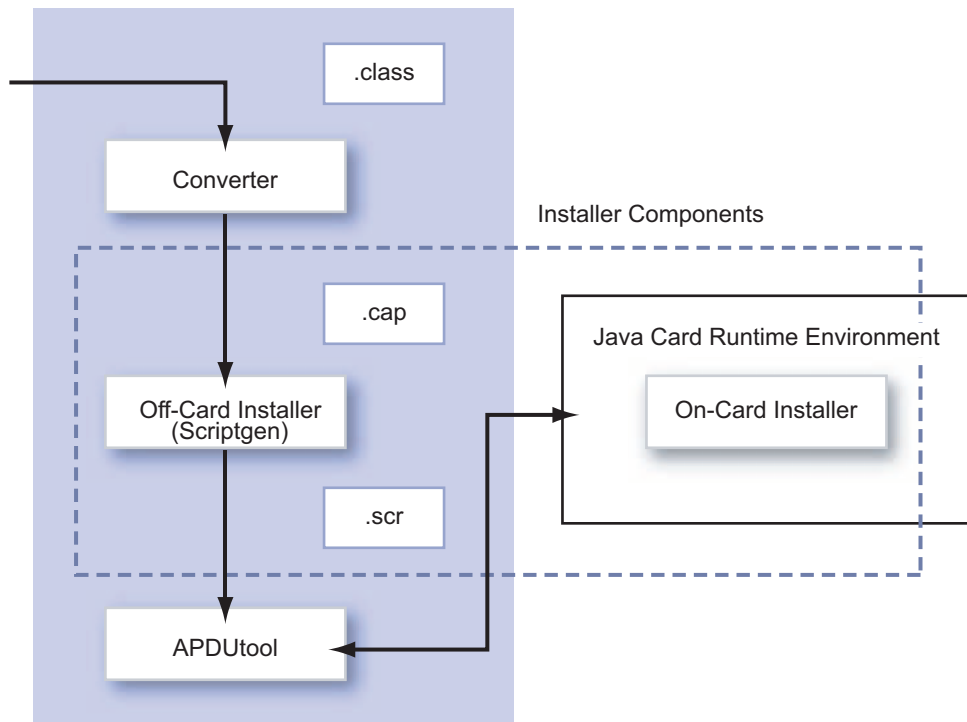 .class
Converter
Installer Components
.cap
Java Card Runtime Environment
Off-Card Installer
(Scriptgen)
On-Card Installer
.scr
APDUtool